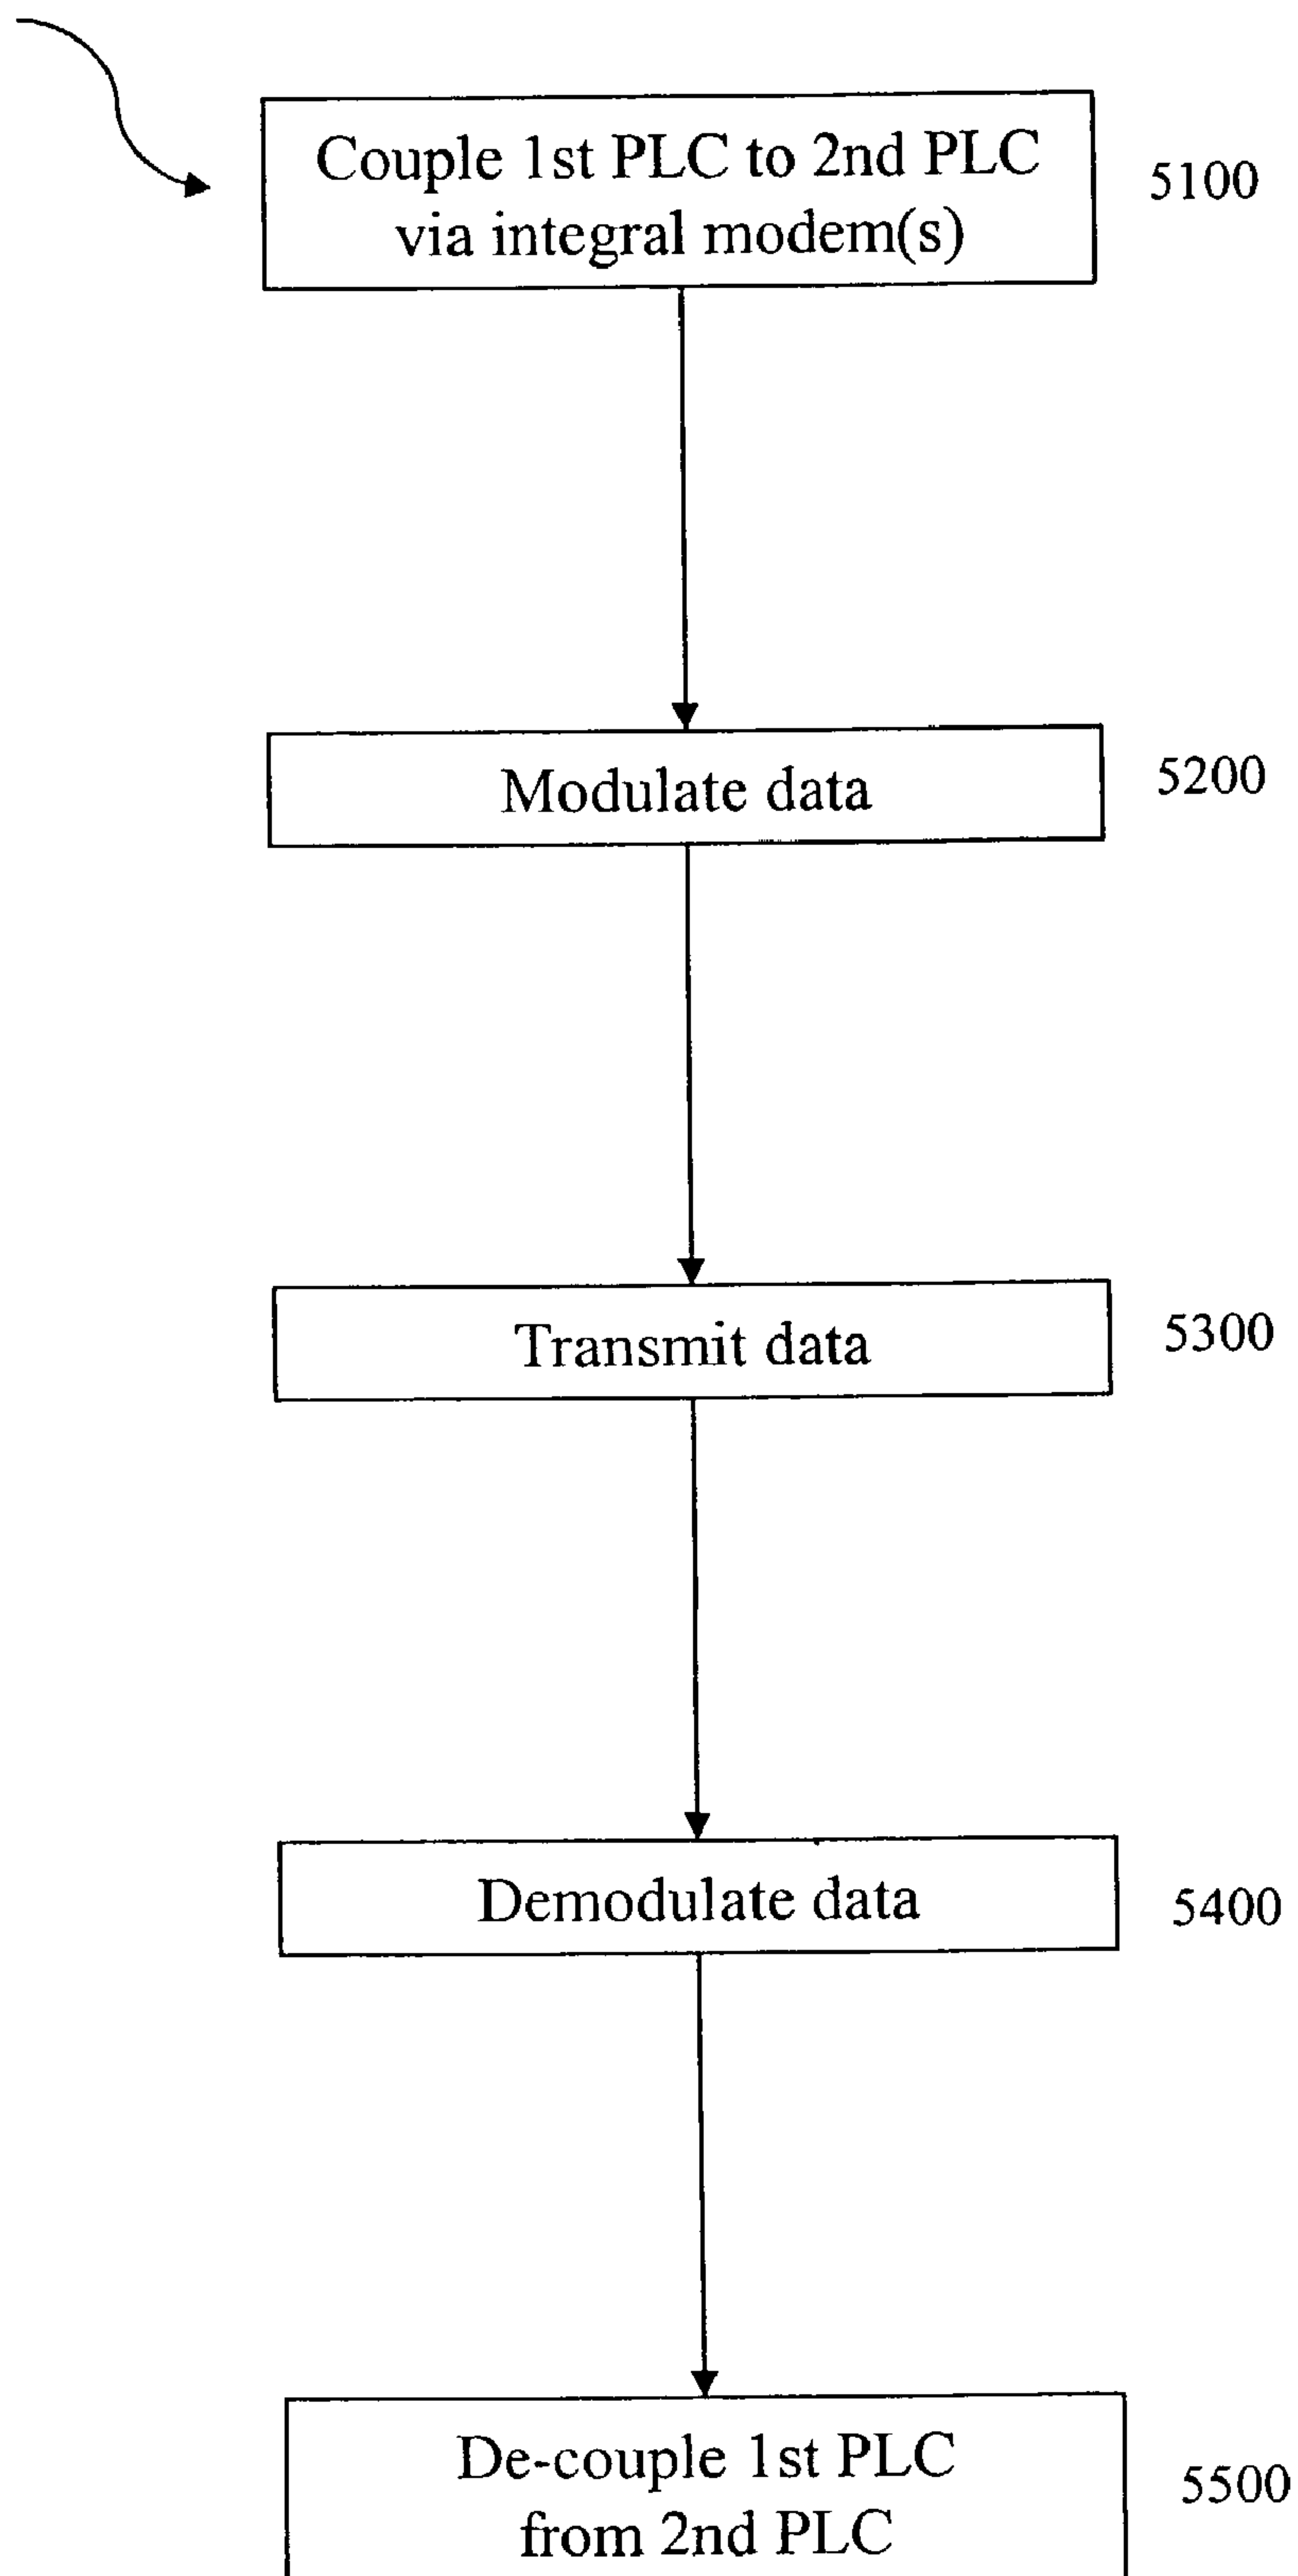 Couple 1st PLC to 2nd PLC
via integral modem(s)
5100
Modulate data
5200
Transmit data
5300
Demodulate data
5400
De-couple 1st PLC
from 2nd PLC
5500